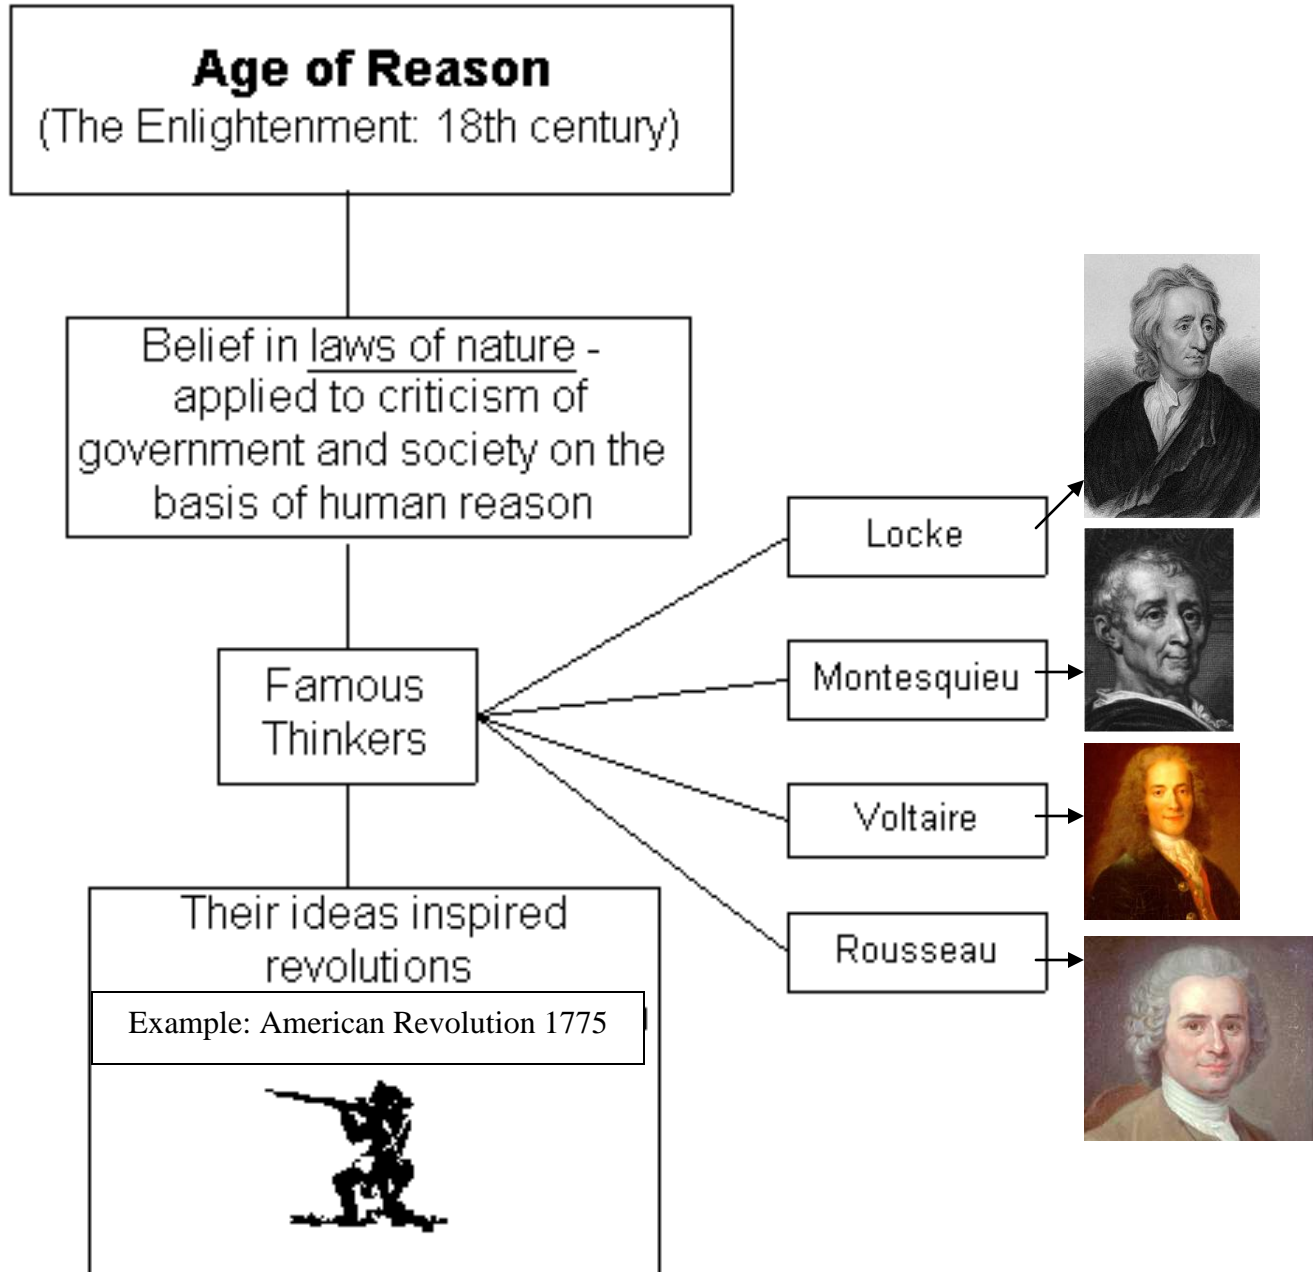 Age of Reason
(The Enlightenment: 18th century)
Belief in laws of nature -
applied to criticism of
government and society on the
basis of human reason
Famous
Thinkers
Locke
Montesquieu
Voltaire
Rousseau
Their ideas inspired
revolutions
Example: American Revolution 1775